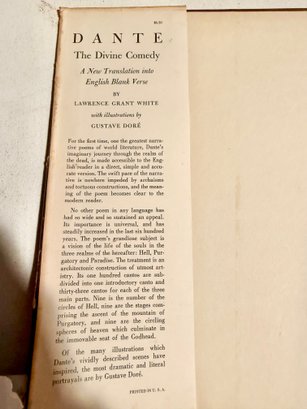 $6.50
DANTE
The Divine Comedy
A New Translation into
English Blank Verse
BY
LAWRENCE GRANT WHITE
with illustrations by
GUSTAVE DORÉ
For the first time, one the greatest narra-
tive poems of world literature, Dante's
imaginary journey through the realm of
the dead, is made accessible to the Eng-
lish reader in a direct, simple and accu-
rate version. The swift pace of the narra-
tive is nowhere impeded by archaisms
and tortuous constructions, and the mean-
ing of the poem becomes clear to the
modern reader.
No other poem in any language has
had so wide and so sustained an appeal.
Its importance is universal, and has
steadily increased in the last six hundred
years. The poem's grandiose subject is
a vision of the life of the souls in the
three realms of the hereafter: Hell, Pur-
gatory and Paradise. The treatment is an
architectonic construction of utmost art-
istry. Its one hundred cantos are sub-
divided into one introductory canto and
thirty-three cantos for each of the three
main parts. Nine is the number of the
circles of Hell, nine are the stages com-
prising the ascent of the mountain of
Purgatory, and nine are the circling
spheres of heaven which culminate in
the immovable seat of the Godhead.
Of the many illustrations which
Dante's vividly described scenes have
inspired, the most dramatic and literal
portrayals are by Gustave Doré.
PRINTED IN U. S. A.